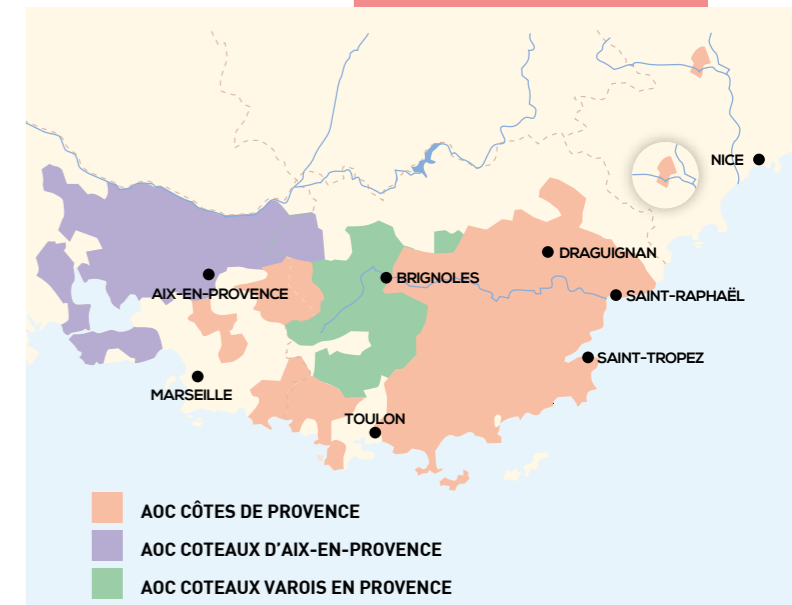 NICE
DRAGUIGNAN
BRIGNOLES
AIX-EN-PROVENCE
SAINT-RAPHAËL
SAINT-TROPEZ
MARSEILLE
TOULON
AOC CÔTES DE PROVENCE
AOC COTEAUX D'AIX-EN-PROVENCE
AOC COTEAUX VAROIS EN PROVENCE